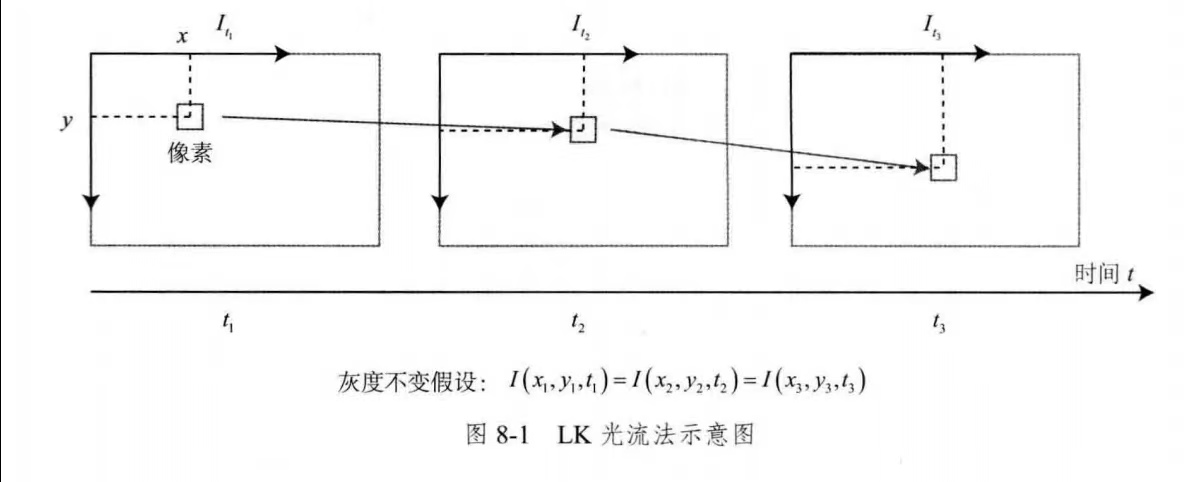 x
I_{t_1}
I_{t_2}
I_{t_3}
y
像素
时间 t
t_1
t_2
t_3
灰度不变假设： I(x_1,y_1,t_1)=I(x_2,y_2,t_2)=I(x_3,y_3,t_3)
图 8-1 LK 光流法示意图